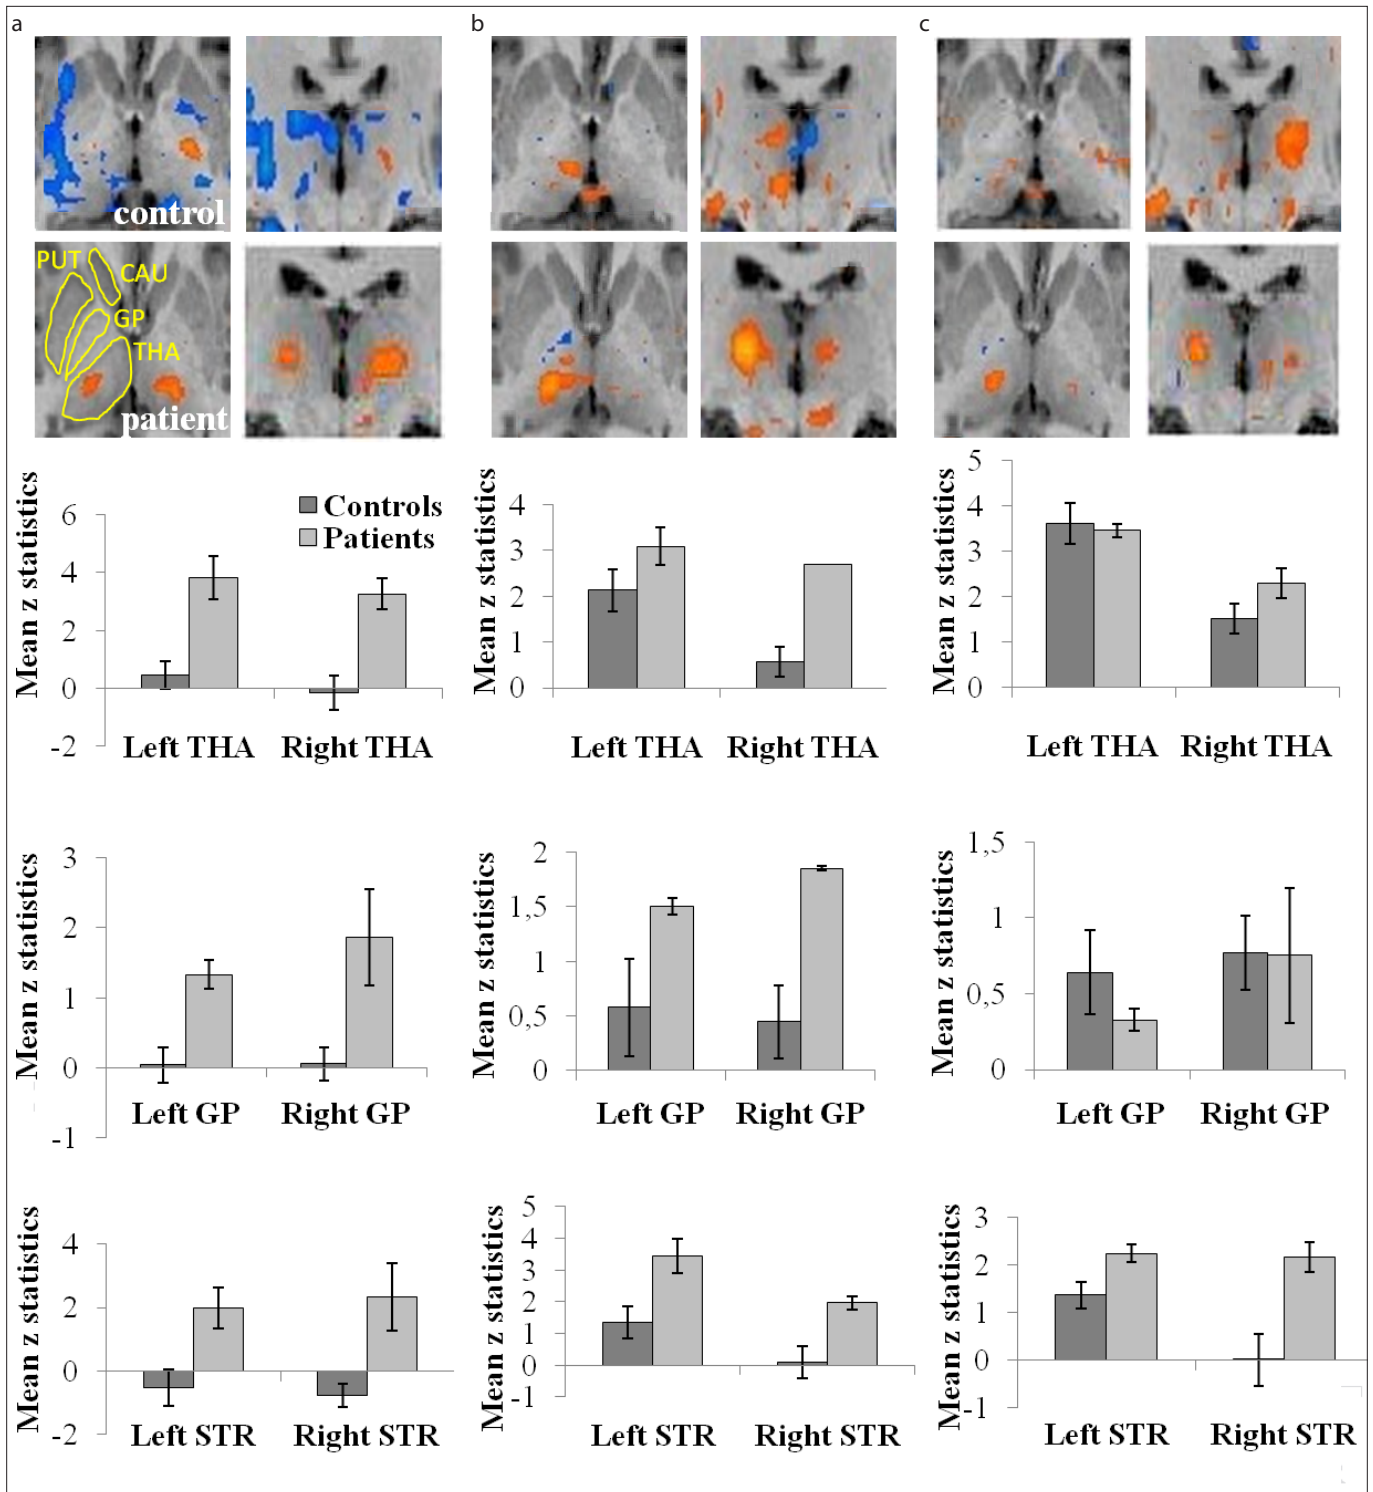 a
b
c
control
PUT
CAU
GP
THA
patient
Mean z statistics
6
4
2
0
-2
Controls
Patients
Left THA
Right THA
Mean z statistics
4
3
2
1
0
Left THA
Right THA
Mean z statistics
5
4
3
2
1
0
Left THA
Right THA
Mean z statistics
3
2
1
0
-1
Left GP
Right GP
Mean z statistics
2
1,5
1
0,5
0
Left GP
Right GP
Mean z statistics
1,5
1
0,5
0
Left GP
Right GP
Mean z statistics
4
2
0
-2
Left STR
Right STR
Mean z statistics
5
4
3
2
1
0
-1
Left STR
Right STR
Mean z statistics
3
2
1
0
-1
Left STR
Right STR